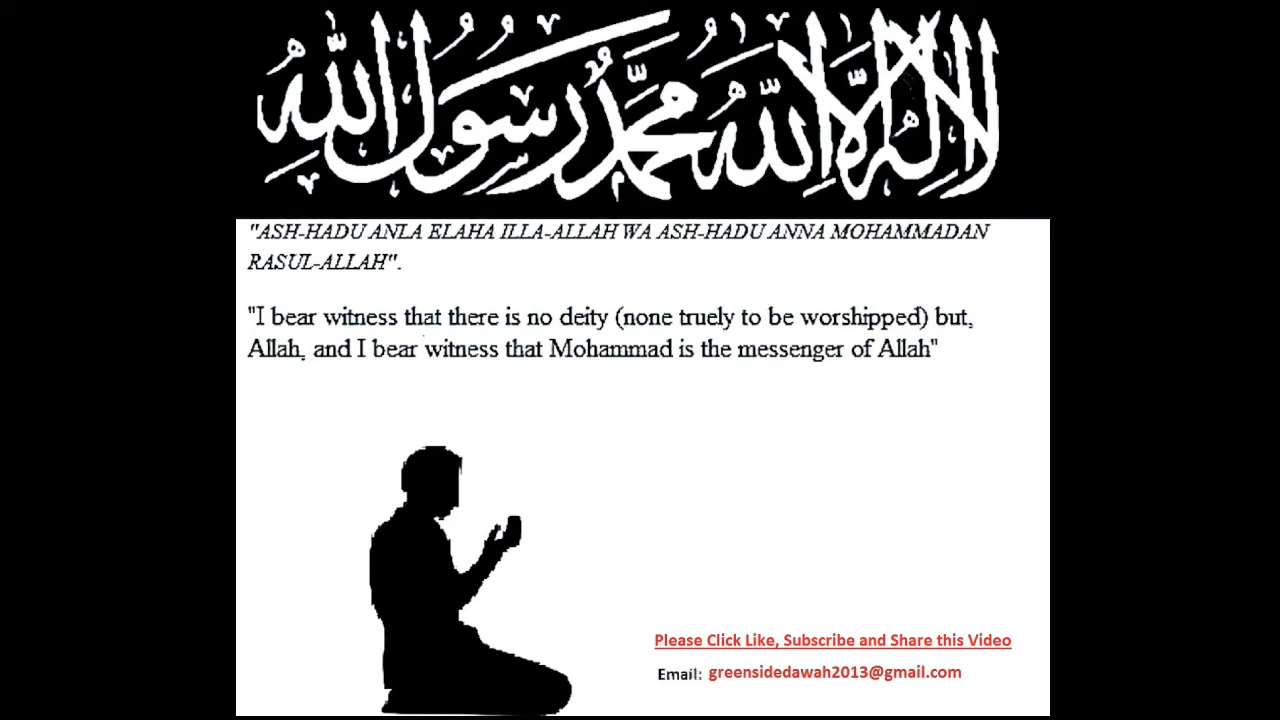 لا إله إلا الله محمد رسول الله
"ASH-HADU ANLA ELAHA ILLA-ALLAH WA ASH-HADU ANNA MOHAMMADAN
RASUL-ALLAH".
"I bear witness that there is no deity (none truely to be worshipped) but,
Allah, and I bear witness that Mohammad is the messenger of Allah"
Please Click Like, Subscribe and Share this Video
Email: greensidedawah2013@gmail.com